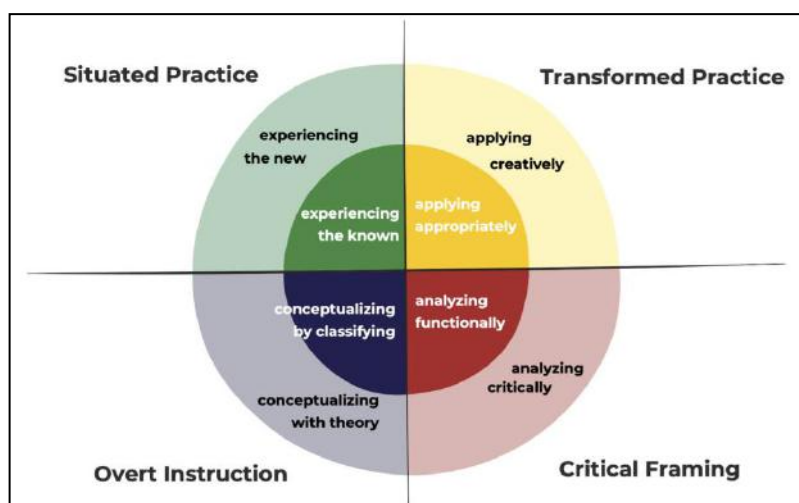 Situated Practice
Transformed Practice
experiencing
the new
applying
creatively
experiencing
the known
applying
appropriately
conceptualizing
by classifying
analyzing
functionally
conceptualizing
with theory
analyzing
critically
Overt Instruction
Critical Framing